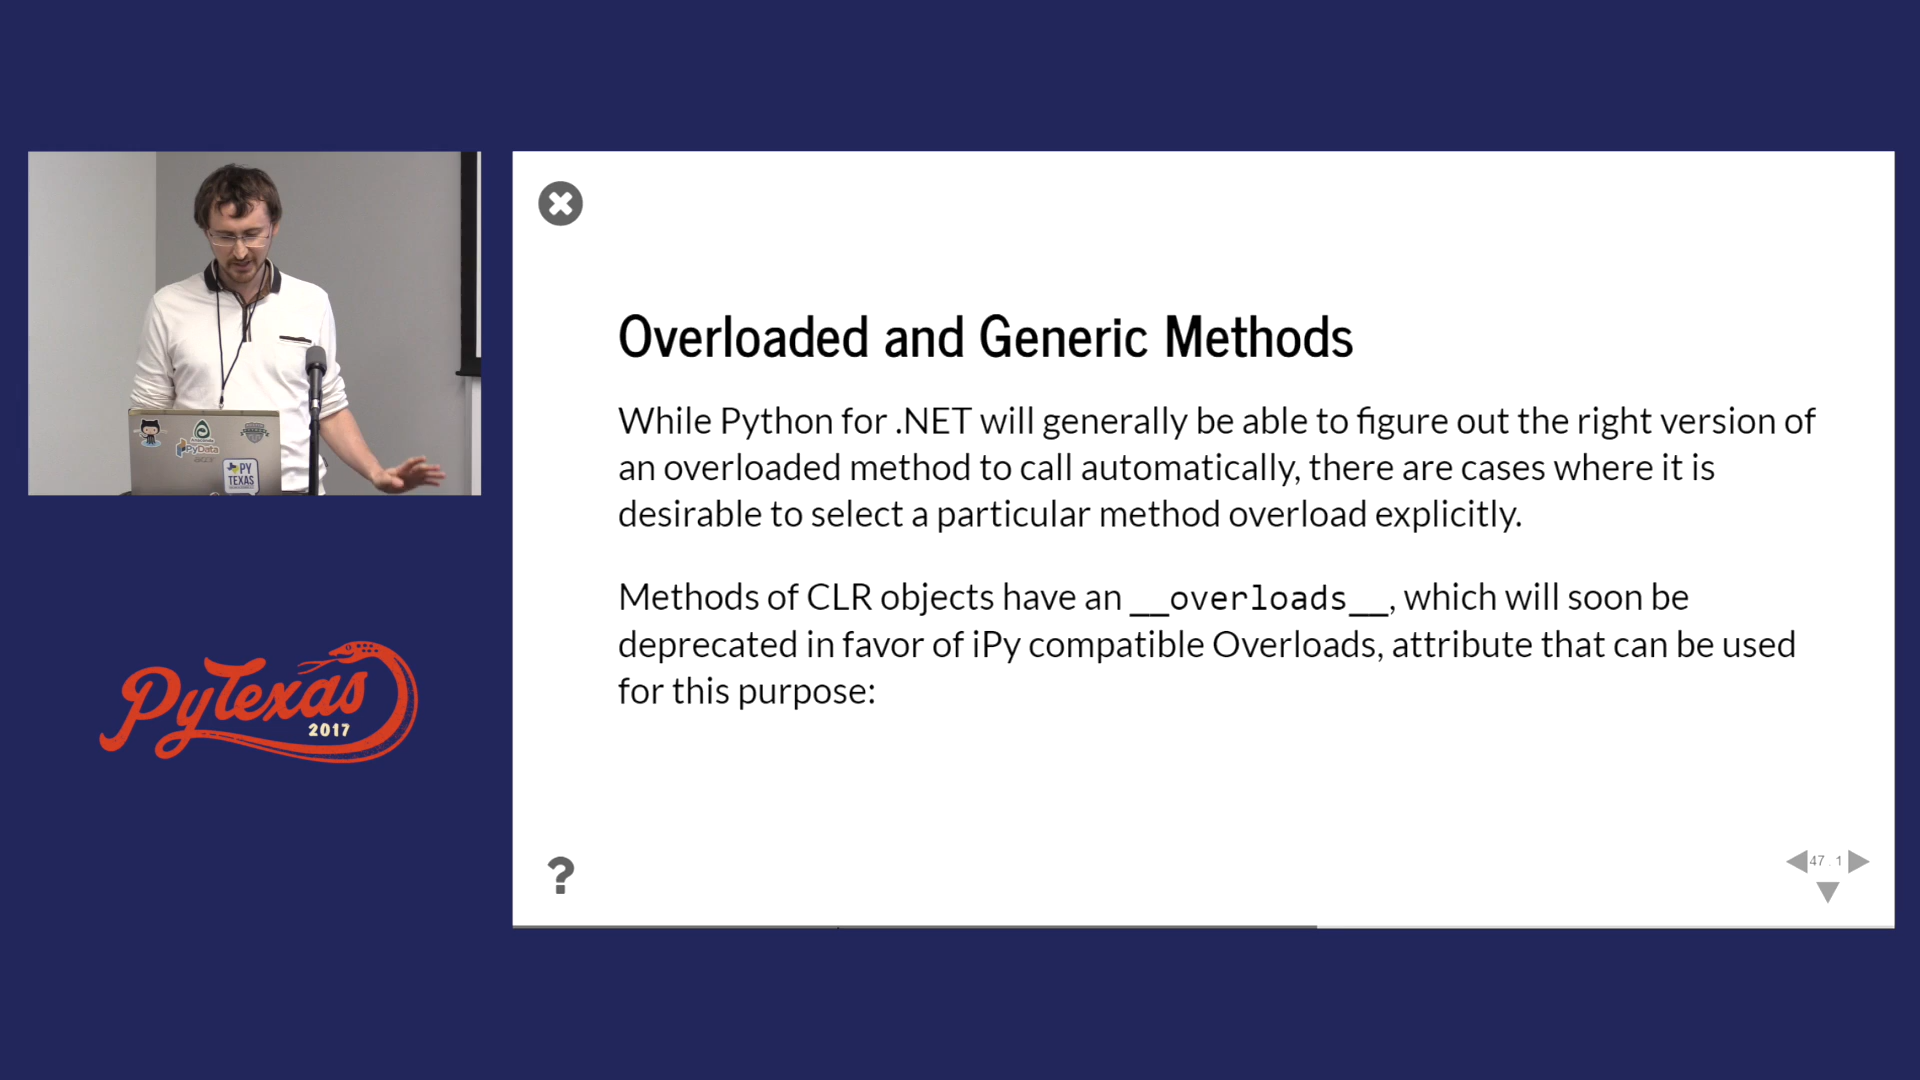 Overloaded and Generic Methods
While Python for .NET will generally be able to figure out the right version of
an overloaded method to call automatically, there are cases where it is
desirable to select a particular method overload explicitly.
Methods of CLR objects have an __overloads__, which will soon be
deprecated in favor of iPy compatible Overloads, attribute that can be used
for this purpose:
?
47 . 1
PyData
PY
TEXAS
PyTexas
2017